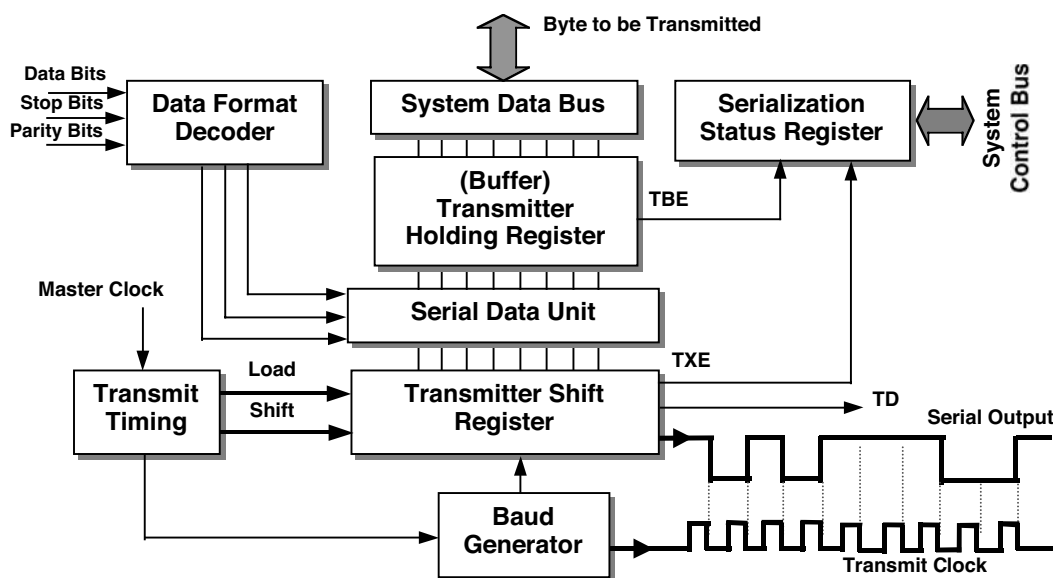 Byte to be Transmitted
Data Bits
Stop Bits
Parity Bits
Data Format
Decoder
System Data Bus
Serialization
Status Register
System
Control Bus
(Buffer)
Transmitter
Holding Register
TBE
Master Clock
Serial Data Unit
Transmit
Timing
Load
Shift
Transmitter Shift
Register
TXE
TD
Serial Output
Baud
Generator
Transmit Clock